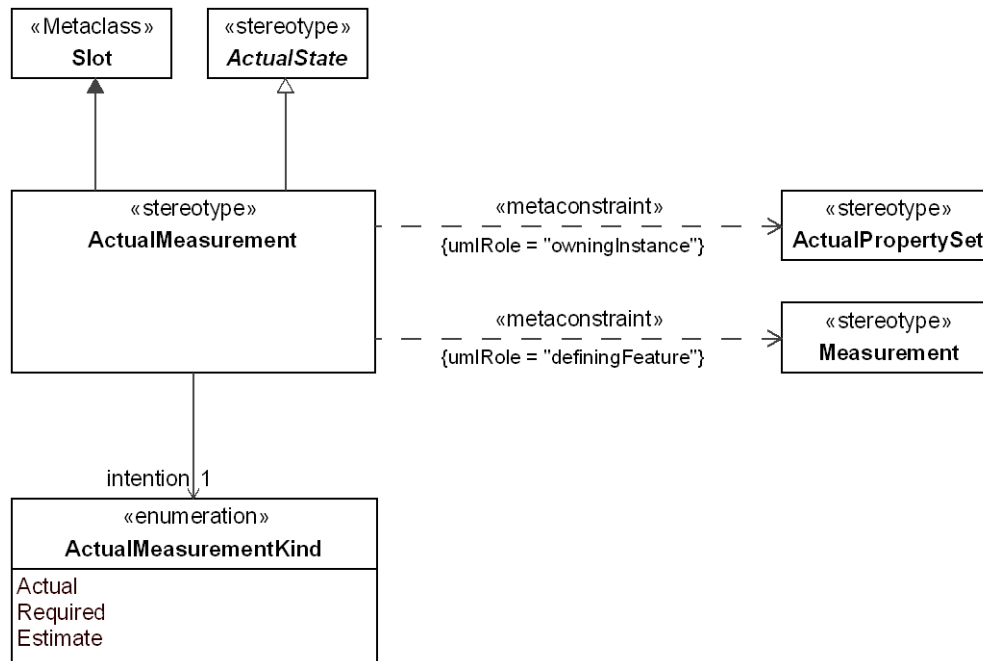 «Metaclass»
Slot
«stereotype»
ActualState
«stereotype»
ActualMeasurement
«metaconstraint»
{umlRole = "owningInstance"}
«stereotype»
ActualPropertySet
«metaconstraint»
{umlRole = "definingFeature"}
«stereotype»
Measurement
intention 1
«enumeration»
ActualMeasurementKind
Actual
Required
Estimate